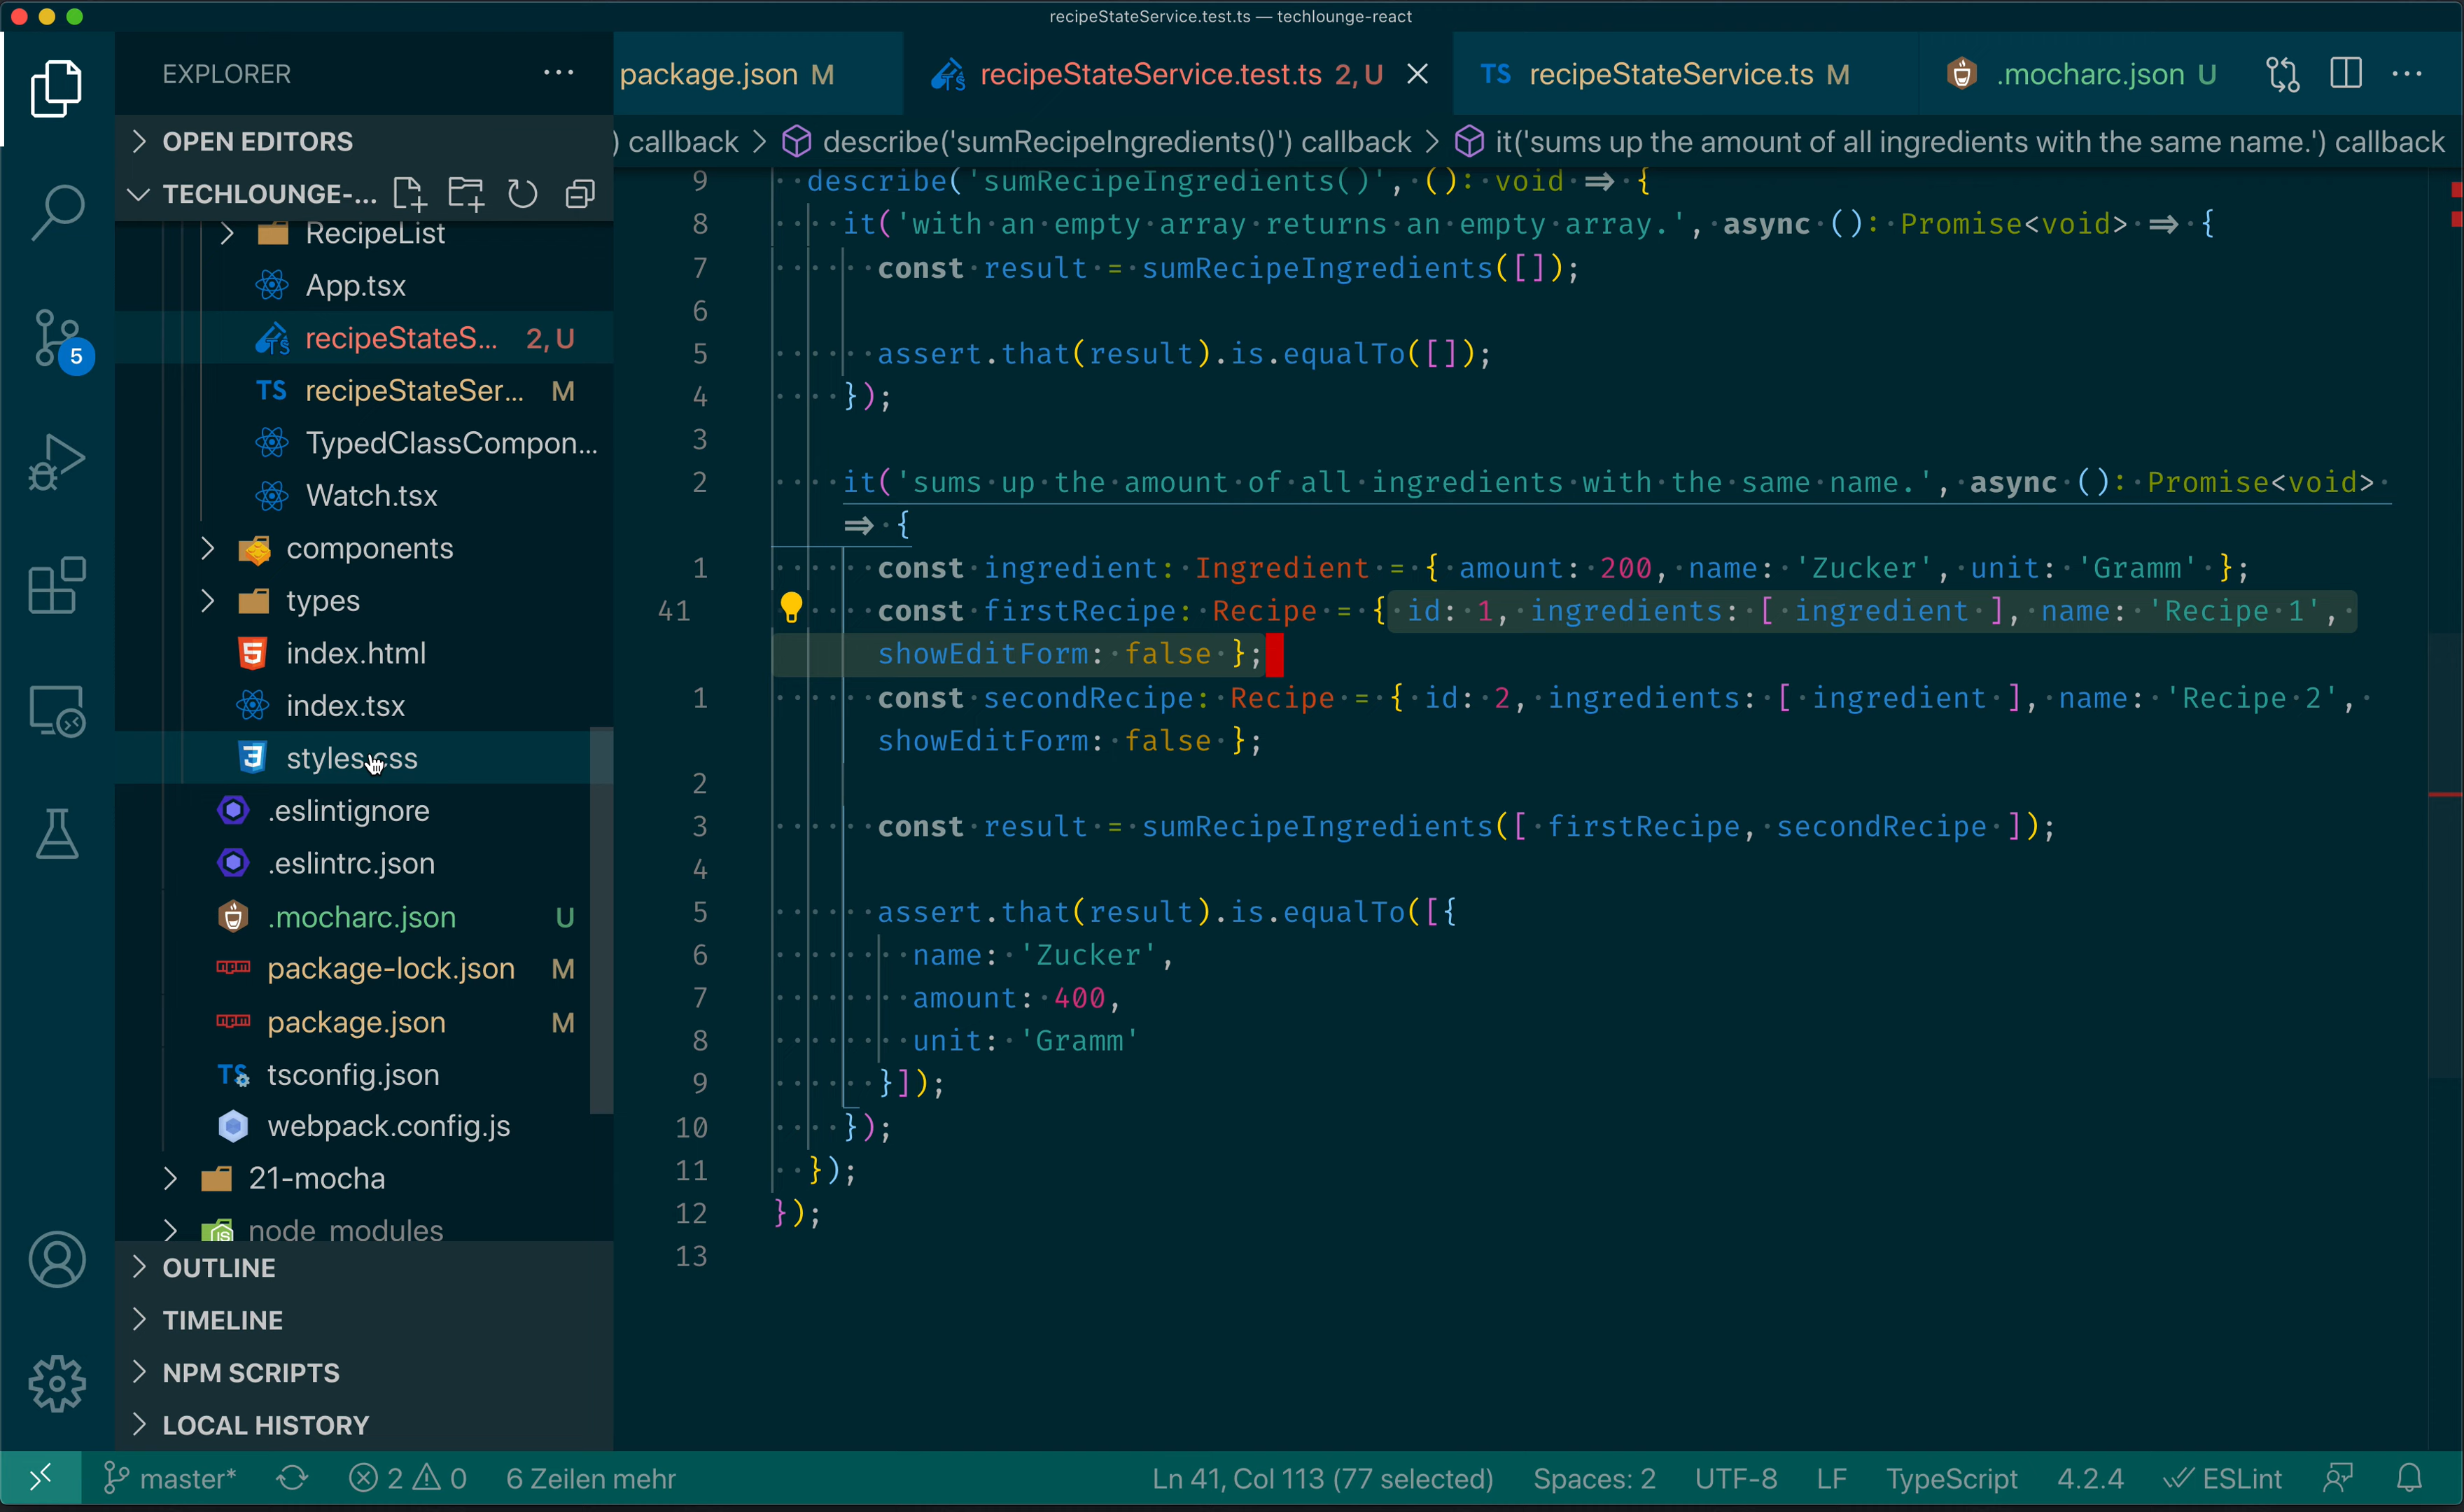 recipeStateService.test.ts — techlounge-react
EXPLORER
package.json M
recipeStateService.test.ts 2, U
TS recipeStateService.ts M
.mocharc.json U
OPEN EDITORS
) callback > describe('sumRecipeIngredients()') callback > it('sums up the amount of all ingredients with the same name.') callback
TECHLOUNGE-...
RecipeList
App.tsx
recipeStateS... 2, U
TS recipeStateSer... M
TypedClassCompon...
Watch.tsx
components
types
index.html
index.tsx
styles.css
.eslintignore
.eslintrc.json
.mocharc.json U
package-lock.json M
package.json M
tsconfig.json
webpack.config.js
21-mocha
node_modules
OUTLINE
TIMELINE
NPM SCRIPTS
LOCAL HISTORY
5
9 describe('sumRecipeIngredients()', (): void => {
8 it('with an empty array returns an empty array.', async (): Promise<void> => {
7 const result = sumRecipeIngredients([]);
6
5 assert.that(result).is.equalTo([]);
4 });
3
2 it('sums up the amount of all ingredients with the same name.', async (): Promise<void>
=> {
1 const ingredient: Ingredient = { amount: 200, name: 'Zucker', unit: 'Gramm' };
41 const firstRecipe: Recipe = { id: 1, ingredients: [ ingredient ], name: 'Recipe 1',
showEditForm: false };
1 const secondRecipe: Recipe = { id: 2, ingredients: [ ingredient ], name: 'Recipe 2',
showEditForm: false };
2
3 const result = sumRecipeIngredients([ firstRecipe, secondRecipe ]);
4
5 assert.that(result).is.equalTo([{
6 name: 'Zucker',
7 amount: 400,
8 unit: 'Gramm'
9 }]);
10 });
11 });
12 });
13
master* 2 0 6 Zeilen mehr Ln 41, Col 113 (77 selected) Spaces: 2 UTF-8 LF TypeScript 4.2.4 ESLint